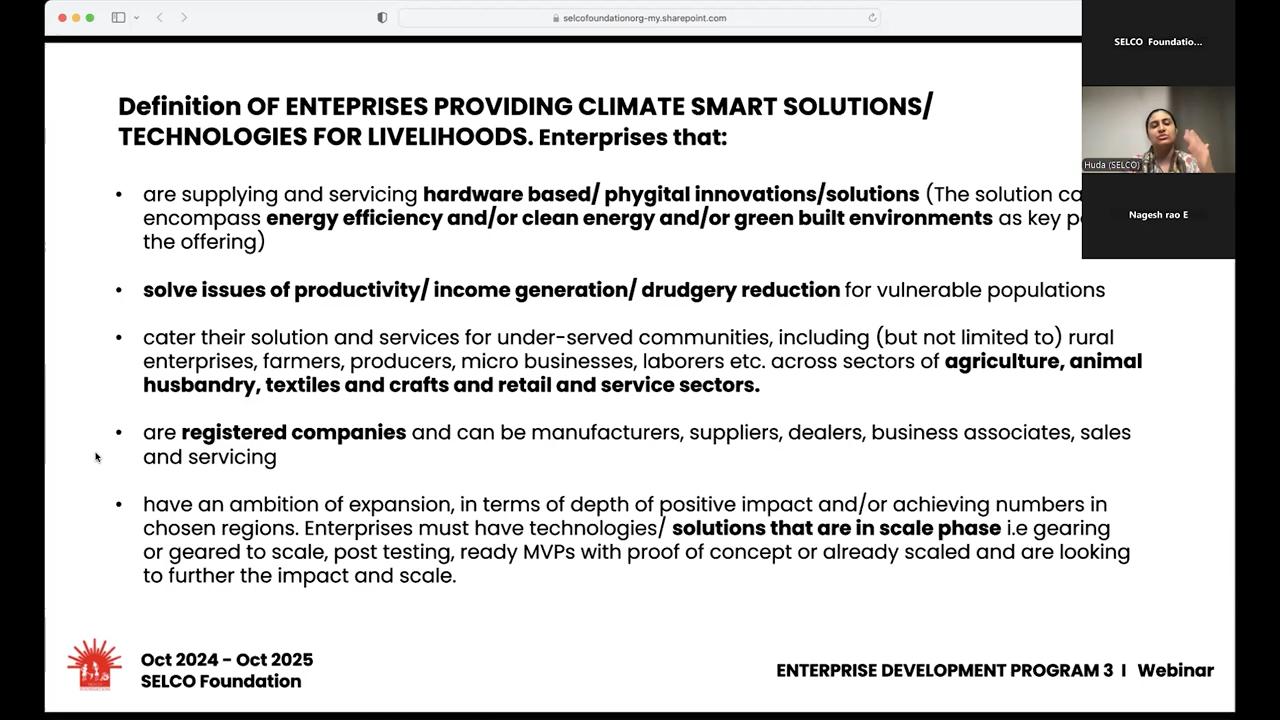 selcofoundationorg-my.sharepoint.com
SELCO Foundatio...
Definition OF ENTEPRISES PROVIDING CLIMATE SMART SOLUTIONS/
TECHNOLOGIES FOR LIVELIHOODS. Enterprises that:
Huda (SELCO)
Nagesh rao E
• are supplying and servicing hardware based/ phygital innovations/solutions (The solution
encompass energy efficiency and/or clean energy and/or green built environments as key
the offering)
• solve issues of productivity/ income generation/ drudgery reduction for vulnerable populations
• cater their solution and services for under-served communities, including (but not limited to) rural
enterprises, farmers, producers, micro businesses, laborers etc. across sectors of agriculture, animal
husbandry, textiles and crafts and retail and service sectors.
• are registered companies and can be manufacturers, suppliers, dealers, business associates, sales
and servicing
• have an ambition of expansion, in terms of depth of positive impact and/or achieving numbers in
chosen regions. Enterprises must have technologies/ solutions that are in scale phase i.e gearing
or geared to scale, post testing, ready MVPs with proof of concept or already scaled and are looking
to further the impact and scale.
Oct 2024 - Oct 2025
SELCO Foundation
ENTERPRISE DEVELOPMENT PROGRAM 3 I Webinar